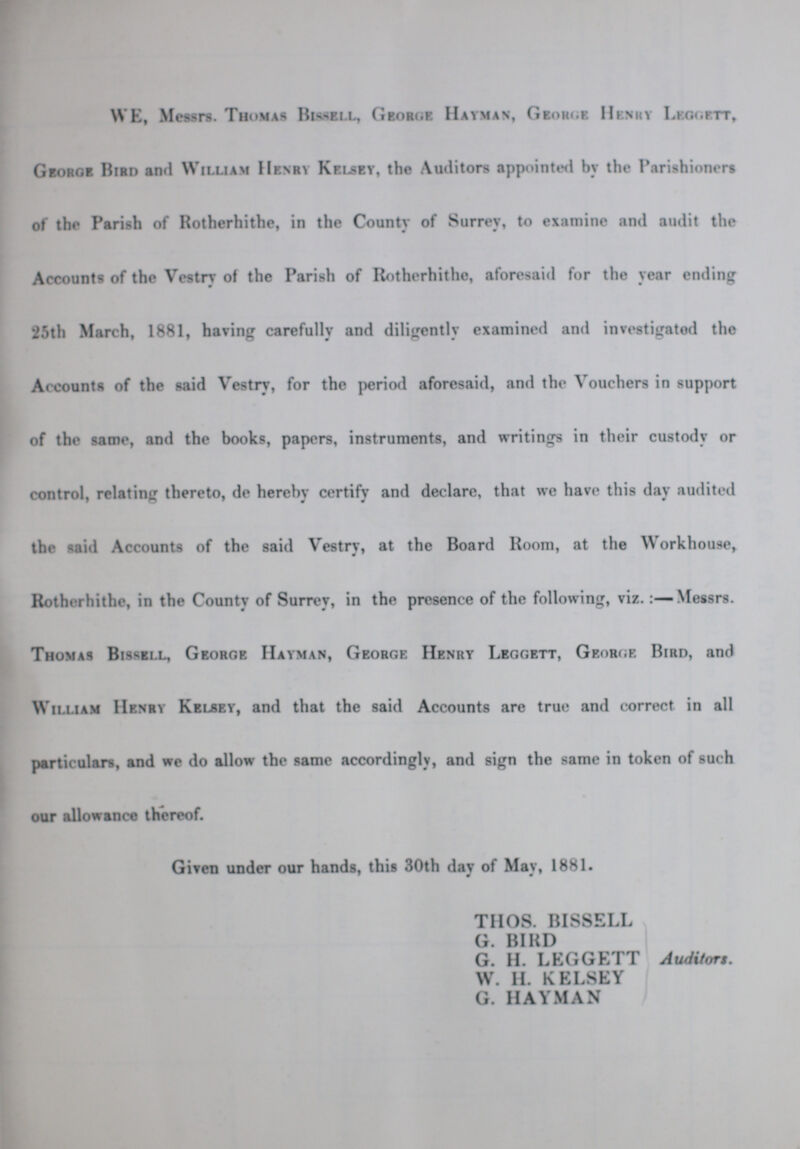 WE, Messrs. Thomas Bissell, George Hayman, George Henry Leggett,
George Bird and William Henry Kelsey, the Auditors appointed by the Parishioners
of the Parish of Rotherhithe, in the County of Surrey, to examine and audit the
Accounts of the Vestry of the Parish of Rotherhithe, aforesaid for the year ending
25th March, 1881, having carefully and diligently examined and investigated the
Accounts of the said Vestry, for the period aforesaid, and the Vouchers in support
of the same, and the books, papers, instruments, and writings in their custody or
control, relating thereto, de hereby certify and declare, that we have this day audited
the said Accounts of the said Vestry, at the Board Room, at the Workhouse,
Rotherhithe, in the County of Surrey, in the presence of the following, viz. :—Messrs.
Thomas Bissell, George Hayman, George Henry Leggett, George Bird, and
William Henry Kelsey, and that the said Accounts are true and correct in all
particulars, and we do allow the same accordingly, and sign the same in token of such
our allowance thereof.
Given under our hands, this 30th day of May, 1881.
THOS. BISSELL
G. BIRD
G. H. LEGGETT Auditors.
W. H. KELSEY
G. HAYMAN